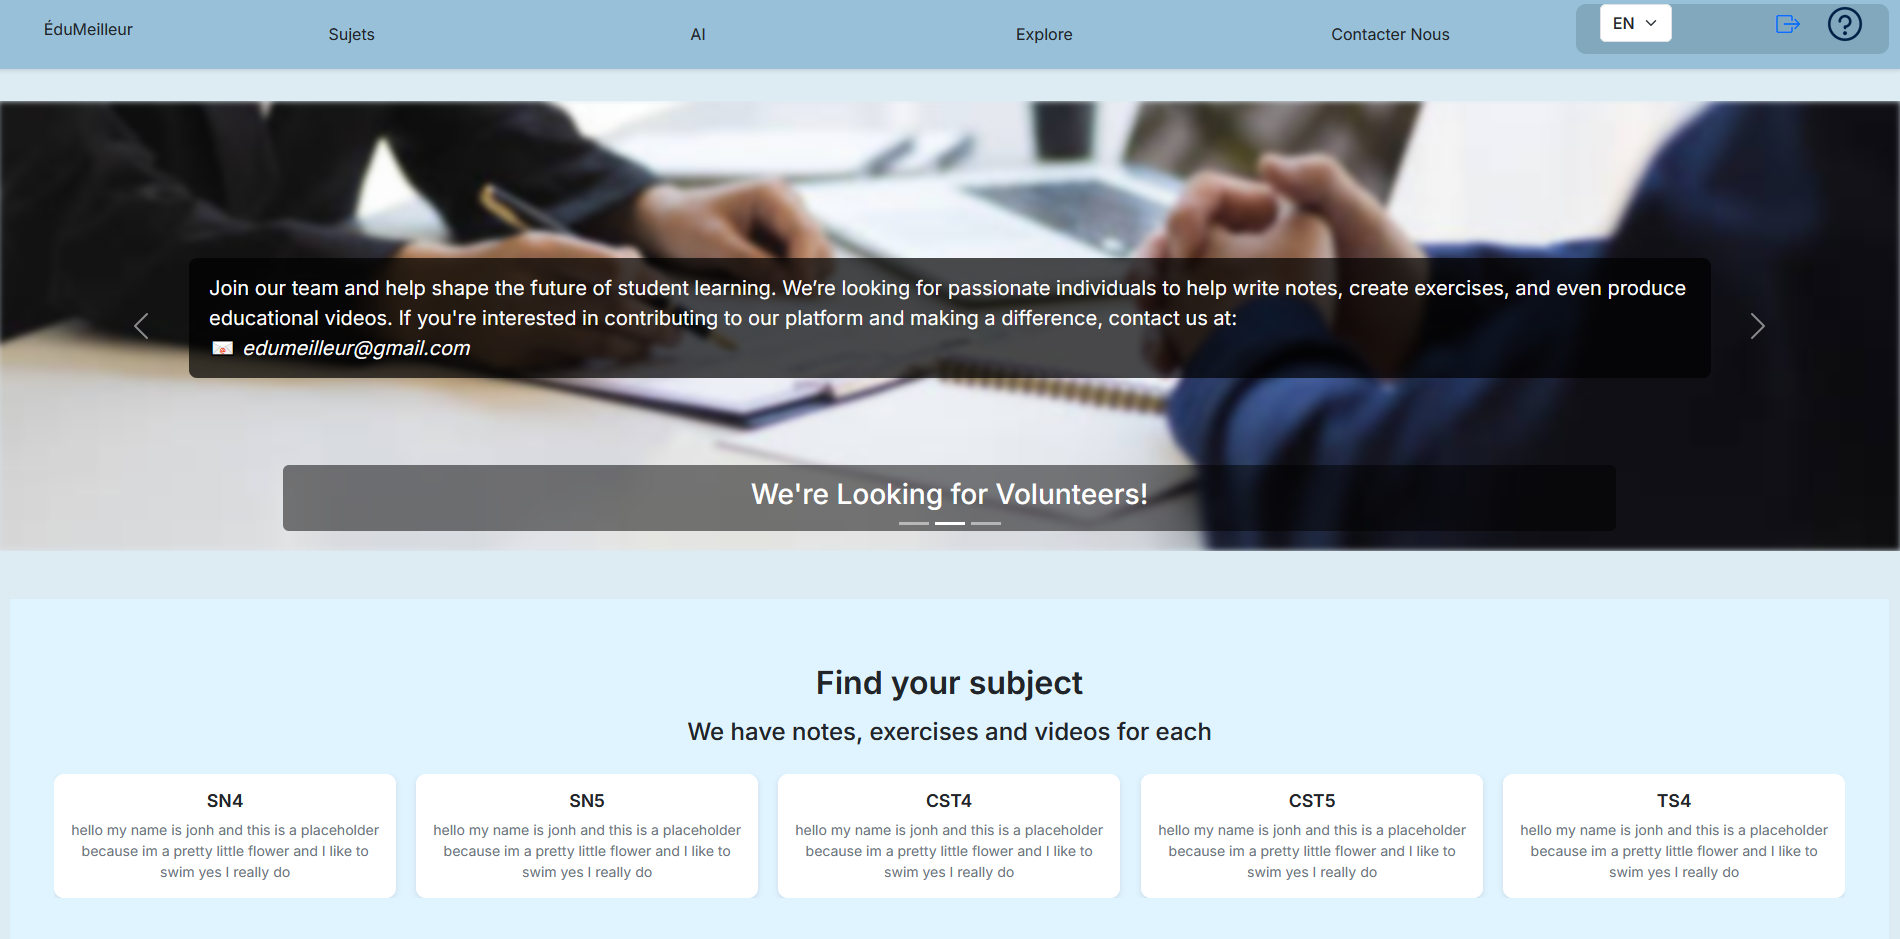 ÉduMeilleur
Sujets
AI
Explore
Contacter Nous
EN
Join our team and help shape the future of student learning. We’re looking for passionate individuals to help write notes, create exercises, and even produce
educational videos. If you're interested in contributing to our platform and making a difference, contact us at:
📧 edumeilleur@gmail.com
We're Looking for Volunteers!
Find your subject
We have notes, exercises and videos for each
SN4
hello my name is jonh and this is a placeholder
because im a pretty little flower and I like to
swim yes I really do
SN5
hello my name is jonh and this is a placeholder
because im a pretty little flower and I like to
swim yes I really do
CST4
hello my name is jonh and this is a placeholder
because im a pretty little flower and I like to
swim yes I really do
CST5
hello my name is jonh and this is a placeholder
because im a pretty little flower and I like to
swim yes I really do
TS4
hello my name is jonh and this is a placeholder
because im a pretty little flower and I like to
swim yes I really do